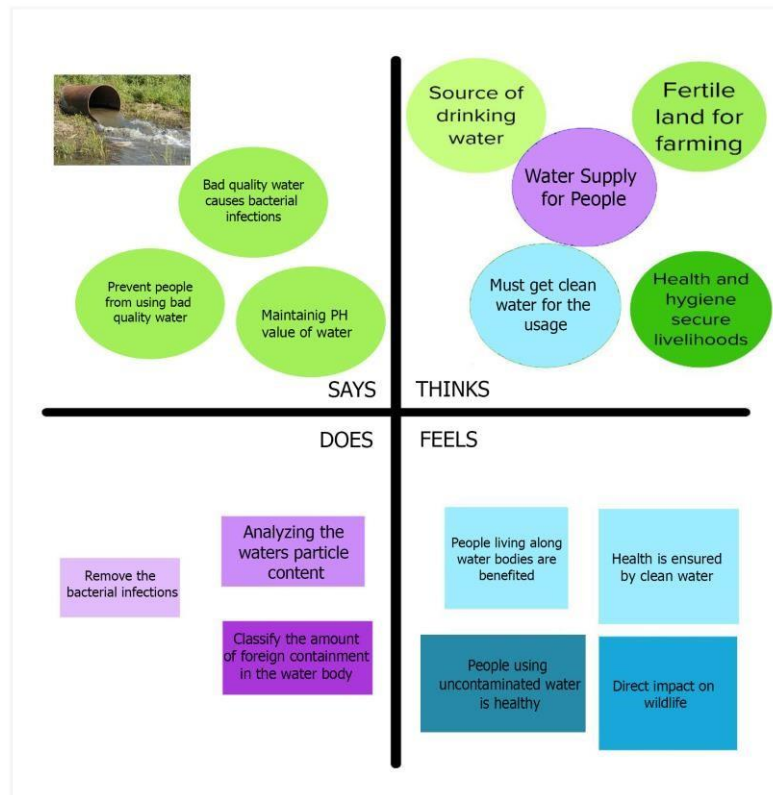 Bad quality water
causes bacterial
infections
Prevent people
from using bad
quality water
Maintainig PH
value of water
SAYS
Source of
drinking
water
Fertile
land for
farming
Water Supply
for People
Must get clean
water for the
usage
Health and
hygiene
secure
livelihoods
THINKS
DOES
Analyzing the
waters particle
content
Remove the
bacterial infections
Classify the amount
of foreign containment
in the water body
FEELS
People living along
water bodies are
benefited
Health is ensured
by clean water
People using
uncontaminated water
is healthy
Direct impact on
wildlife